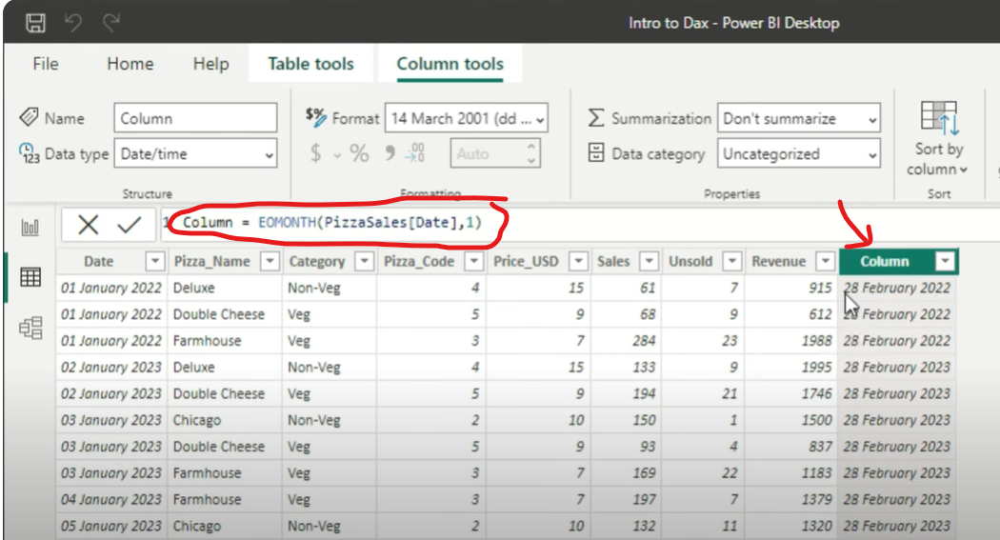 Intro to Dax - Power BI Desktop
File Home Help Table tools Column tools
Name Column
$% Format 14 March 2001 (dd ...
Summarization Don't summarize
Data type Date/time
$ % Auto
Data category Uncategorized
Sort by
column
Structure Formatting Properties Sort
1 Column = EOMONTH(PizzaSales[Date],1)
Date Pizza_Name Category Pizza_Code Price_USD Sales Unsold Revenue Column
01 January 2022 Deluxe Non-Veg 4 15 61 7 915 28 February 2022
01 January 2022 Double Cheese Veg 5 9 68 9 612 28 February 2022
01 January 2022 Farmhouse Veg 3 7 284 23 1988 28 February 2022
02 January 2023 Deluxe Non-Veg 4 15 133 9 1995 28 February 2023
02 January 2023 Double Cheese Veg 5 9 194 21 1746 28 February 2023
03 January 2023 Chicago Non-Veg 2 10 150 1 1500 28 February 2023
03 January 2023 Double Cheese Veg 5 9 93 4 837 28 February 2023
03 January 2023 Farmhouse Veg 3 7 169 22 1183 28 February 2023
04 January 2023 Farmhouse Veg 3 7 197 7 1379 28 February 2023
05 January 2023 Chicago Non-Veg 2 10 132 11 1320 28 February 2023